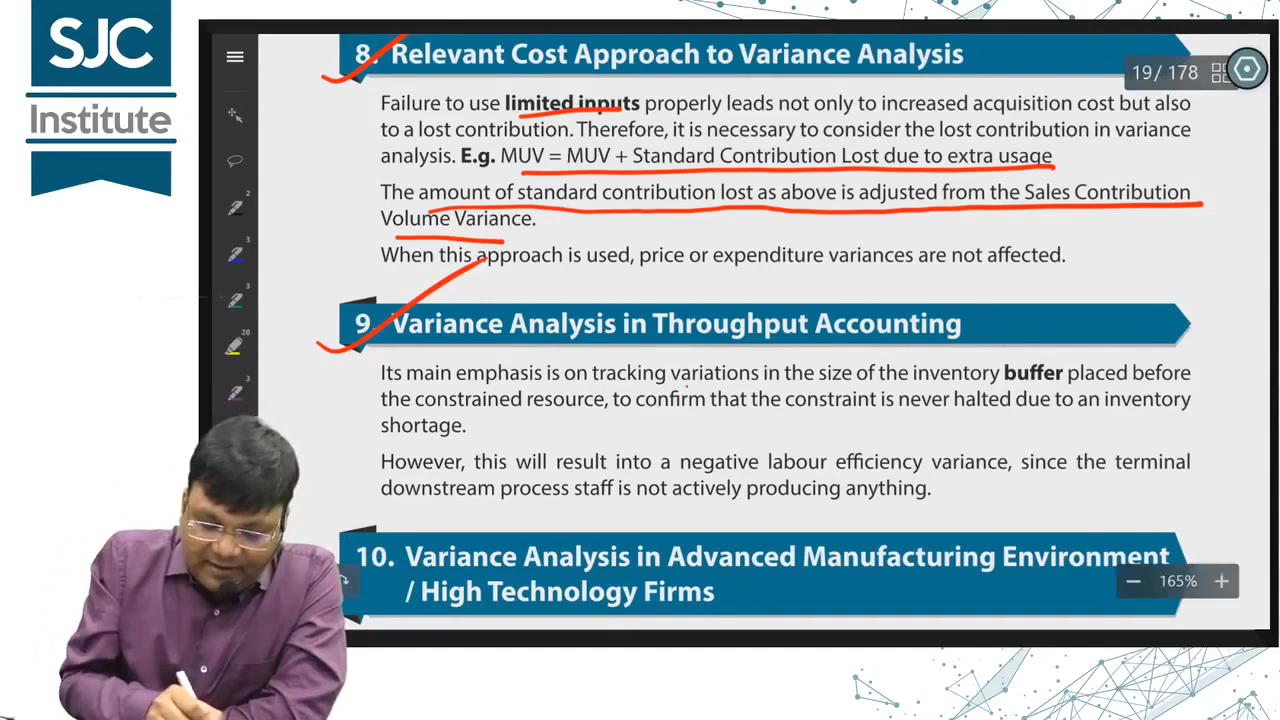 SJC
Institute
8. Relevant Cost Approach to Variance Analysis
19/ 178
Failure to use limited inputs properly leads not only to increased acquisition cost but also
to a lost contribution. Therefore, it is necessary to consider the lost contribution in variance
analysis. E.g. MUV = MUV + Standard Contribution Lost due to extra usage
The amount of standard contribution lost as above is adjusted from the Sales Contribution
Volume Variance.
When this approach is used, price or expenditure variances are not affected.
9. Variance Analysis in Throughput Accounting
Its main emphasis is on tracking variations in the size of the inventory buffer placed before
the constrained resource, to confirm that the constraint is never halted due to an inventory
shortage.
However, this will result into a negative labour efficiency variance, since the terminal
downstream process staff is not actively producing anything.
10. Variance Analysis in Advanced Manufacturing Environment
/ High Technology Firms
165%
2
3
3
20
3